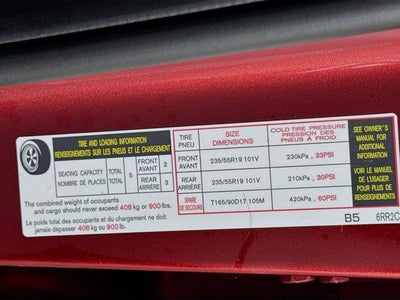 TIRE AND LOADING INFORMATION
RENSEIGNEMENTS SUR LES PNEUS ET LE CHARGEMENT
SEATING CAPACITY TOTAL 5 FRONT AVANT 2
NOMBRE DE PLACES TOTAL REAR ARRIÈRE 3
The combined weight of occupants
and cargo should never exceed 408 kg or 900 lbs.
Le poids total des occupants et du chargement ne doit
jamais dépasser 408 kg ou 900 lb.
TIRE PNEU SIZE DIMENSIONS COLD TIRE PRESSURE PRESSION DES PNEUS À FROID
FRONT AVANT 235/55R19 101V 230kPa, 33PSI
REAR ARRIÈRE 235/55R19 101V 210kPa, 30PSI
SPARE DE SECOURS T165/90D17 105M 420kPa, 60PSI
SEE OWNER'S
MANUAL FOR
ADDITIONAL
INFORMATION
VOIR LE MANUEL
DE L'USAGER
POUR PLUS DE
RENSEIGNEMENTS
B5 6RR2C